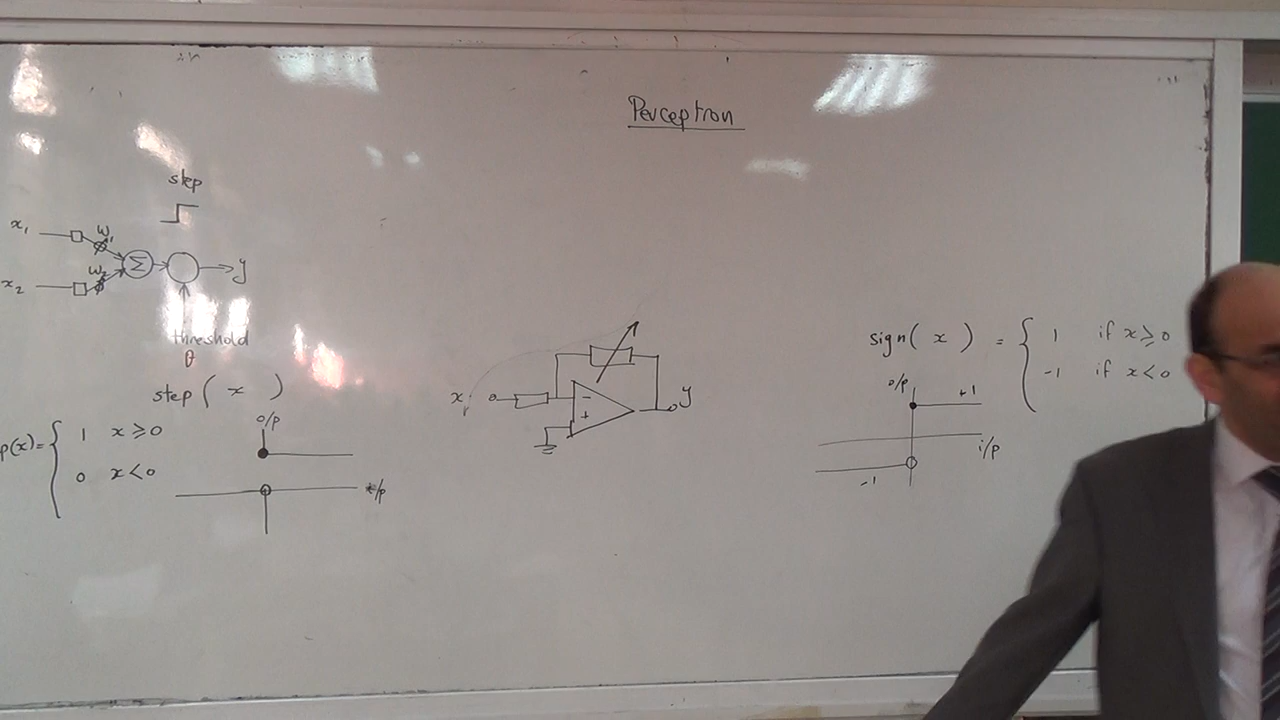 Perceptron
step
x₁
w₁
x₂
w₂
Σ
y
threshold
θ
step ( x )
p(x) = { 1 x ≥ 0
0 x < 0
o/p
i/p
x
-
+
y
sign( x ) = { 1 if x ≥ 0
-1 if x < 0
o/p
+1
i/p
-1